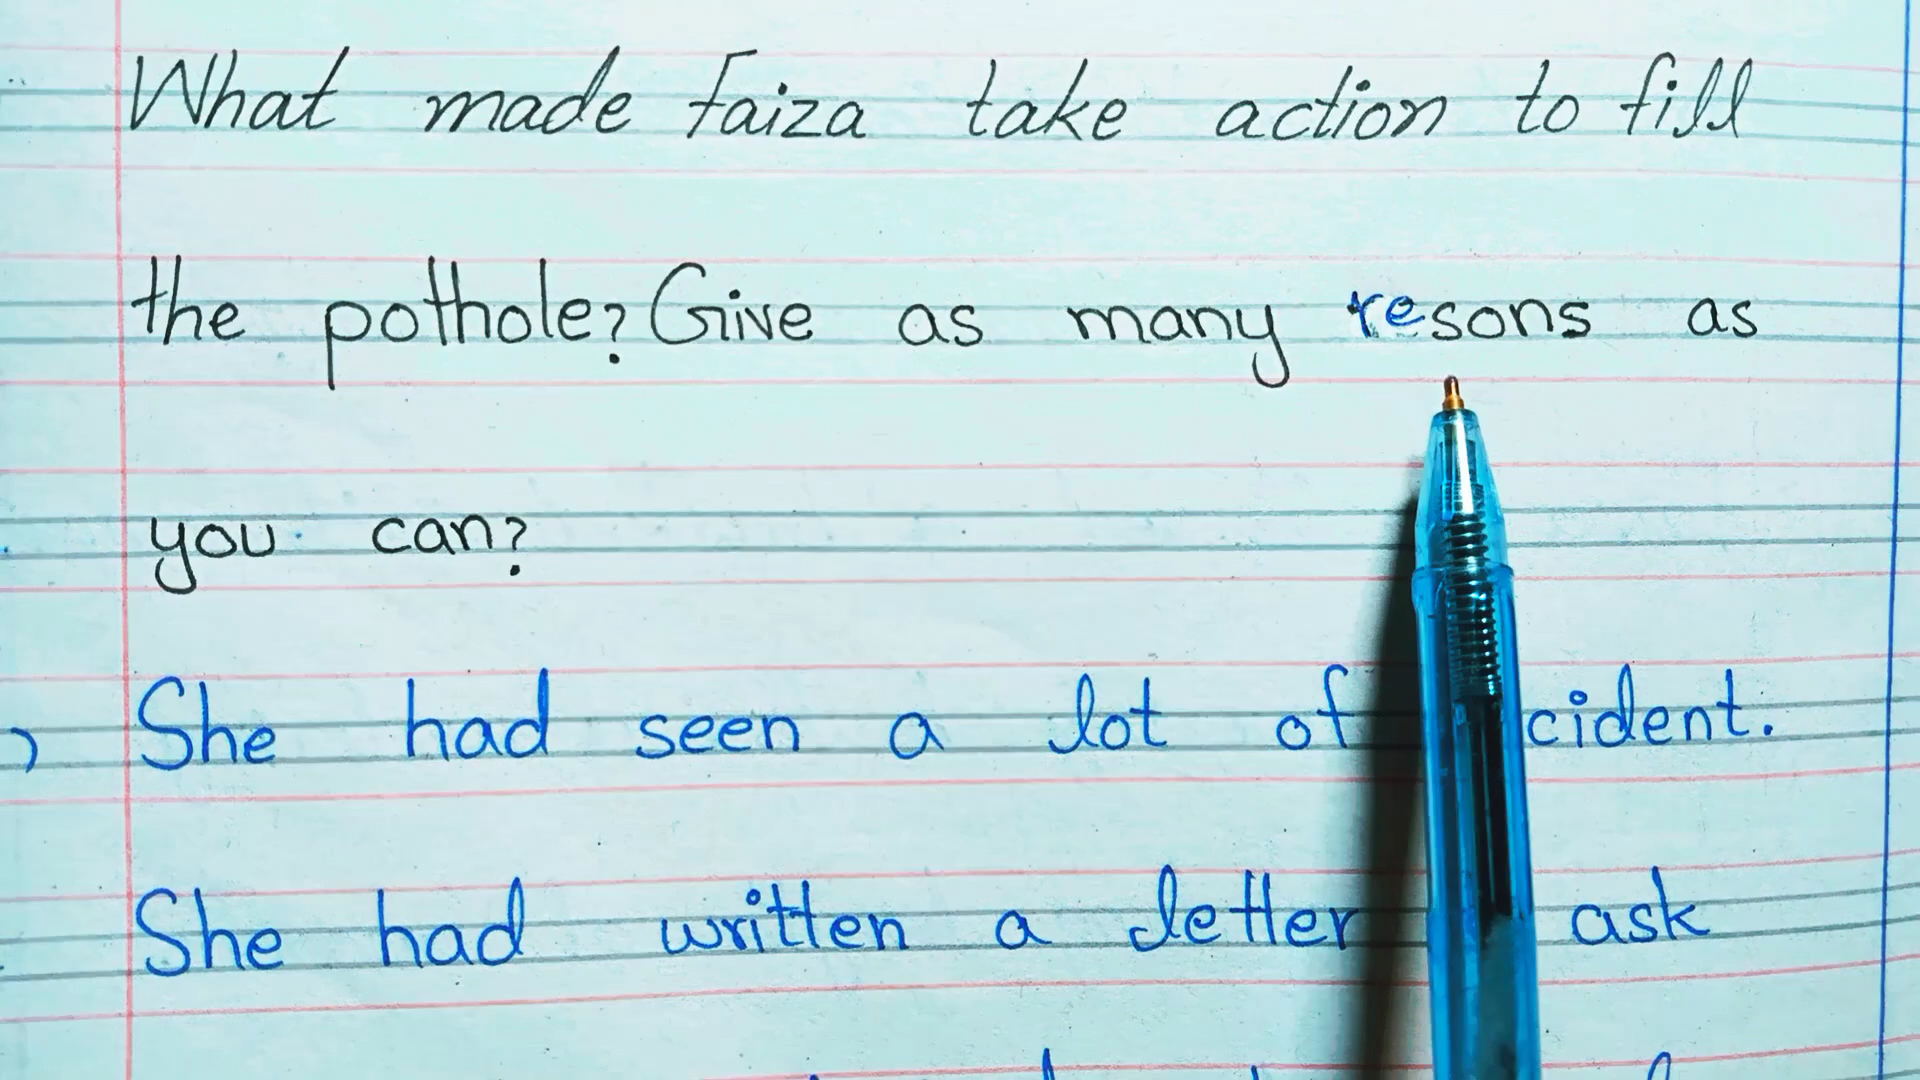 What made Faiza take action to fill
the pothole? Give as many resons as
you can?
She had seen a lot of cident.
She had written a letter ask